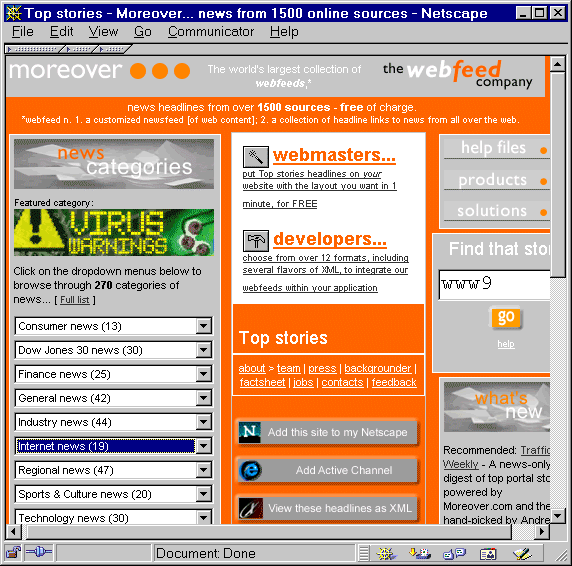 Top stories - Moreover... news from 1500 online sources - Netscape
File Edit View Go Communicator Help
moreover
The world's largest collection of
webfeeds,*
the webfeed
company
news headlines from over 1500 sources - free of charge.
*webfeed n. 1. a customized newsfeed [of web content]; 2. a collection of headline links to news from all over the web.
news
categories
Featured category:
VIRUS
WARNINGS
Click on the dropdown menus below to
browse through 270 categories of
news... [ Full list ]
Consumer news (13)
Dow Jones 30 news (30)
Finance news (25)
General news (42)
Industry news (44)
Internet news (19)
Regional news (47)
Sports & Culture news (20)
Technology news (30)
webmasters...
put Top stories headlines on your
website with the layout you want in 1
minute, for FREE
developers...
choose from over 12 formats, including
several flavors of XML, to integrate our
webfeeds within your application
Top stories
about > team | press | backgrounder |
factsheet | jobs | contacts | feedback
Add this site to my Netscape
Add Active Channel
View these headlines as XML
help files
products
solutions
Find that stor
www9
go
help
what's
new
Recommended: Traffic
Weekly - A news-only
digest of top portal sto
powered by
Moreover.com and the
hand-picked by Andre
Document: Done